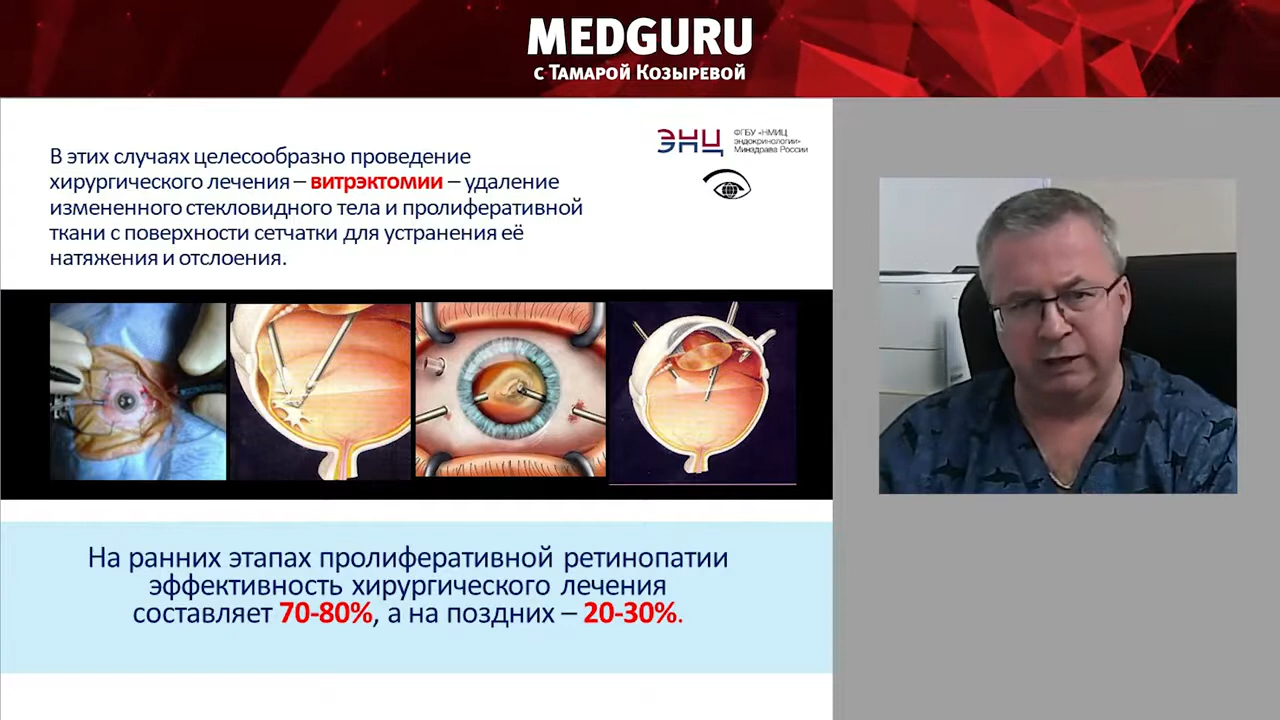 MEDGURU
с Тамарой Козыревой
В этих случаях целесообразно проведение
хирургического лечения – витрэктомии – удаление
измененного стекловидного тела и пролиферативной
ткани с поверхности сетчатки для устранения её
натяжения и отслоения.
ЭНЦ
ФГБУ «НМИЦ
эндокринологии»
Минздрава России
На ранних этапах пролиферативной ретинопатии
эффективность хирургического лечения
составляет 70-80%, а на поздних – 20-30%.